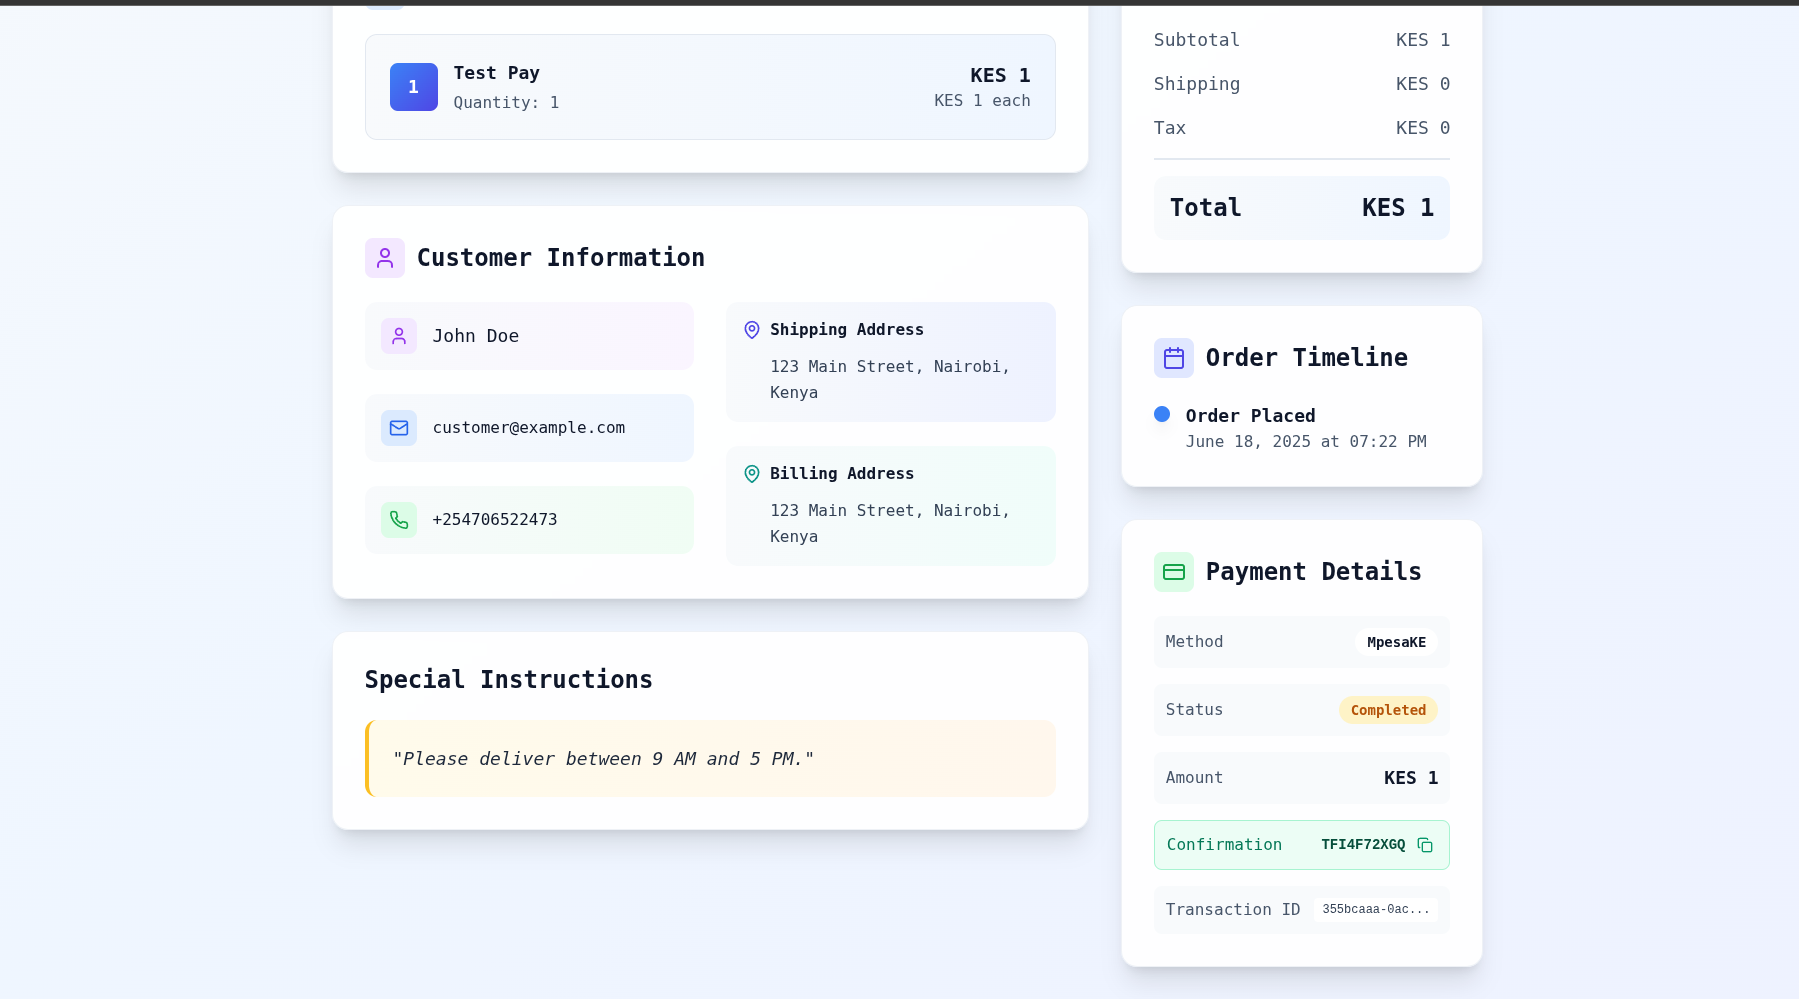 1
Test Pay
Quantity: 1
KES 1
KES 1 each
Customer Information
John Doe
customer@example.com
+254706522473
Shipping Address
123 Main Street, Nairobi,
Kenya
Billing Address
123 Main Street, Nairobi,
Kenya
Special Instructions
"Please deliver between 9 AM and 5 PM."
Subtotal KES 1
Shipping KES 0
Tax KES 0
Total KES 1
Order Timeline
Order Placed
June 18, 2025 at 07:22 PM
Payment Details
Method MpesaKE
Status Completed
Amount KES 1
Confirmation TFI4F72XGQ
Transaction ID 355bcaaa-0ac...